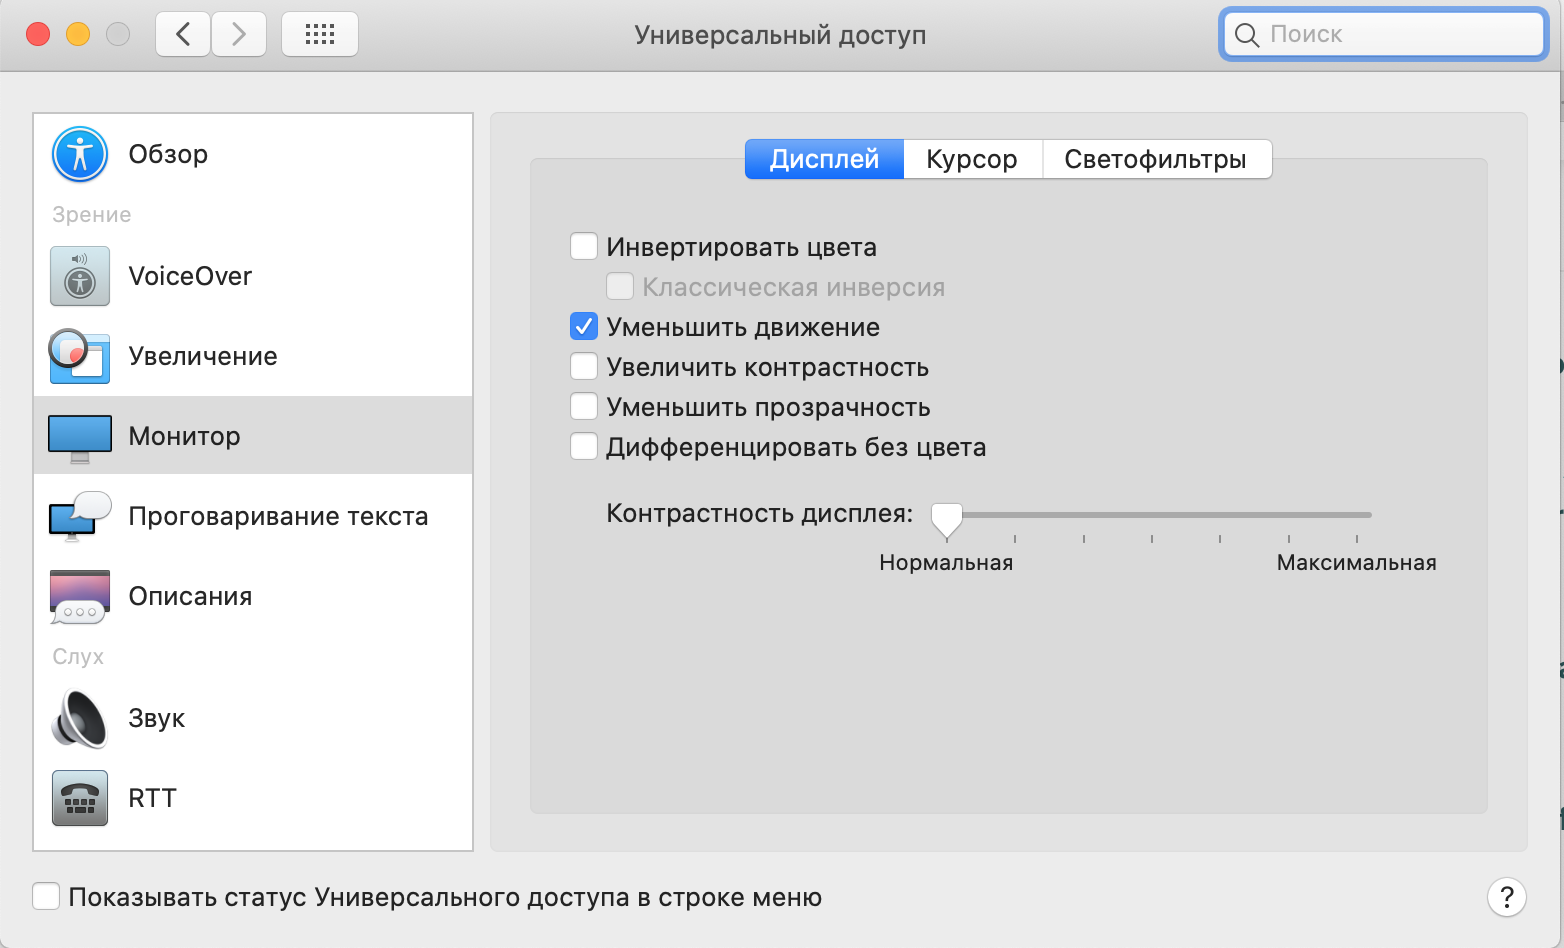 Универсальный доступ
Поиск
Обзор
Зрение
VoiceOver
Увеличение
Монитор
Проговаривание текста
Описания
Слух
Звук
RTT
Дисплей
Курсор
Светофильтры
Инвертировать цвета
Классическая инверсия
Уменьшить движение
Увеличить контрастность
Уменьшить прозрачность
Дифференцировать без цвета
Контрастность дисплея:
Нормальная
Максимальная
Показывать статус Универсального доступа в строке меню
?